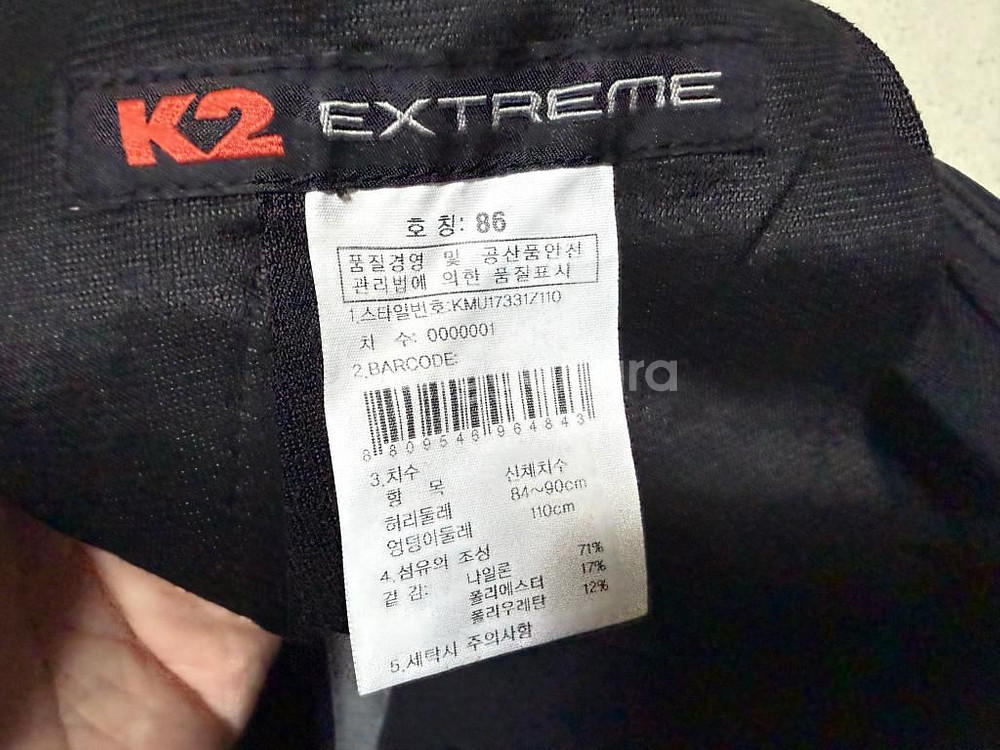 K2 EXTREME
호 칭: 86
품질경영 및 공산품안전
관리법에 의한 품질표시
1.스타일번호:KMU17331Z110
차 수: 0000001
2.BARCODE:
8 809546 964843
3.치수
항 목 신체치수
허리둘레 84~90cm
엉덩이둘레 110cm
4.섬유의 조성
겉 감: 나일론 71%
폴리에스터 17%
폴리우레탄 12%
5.세탁시 주의사항